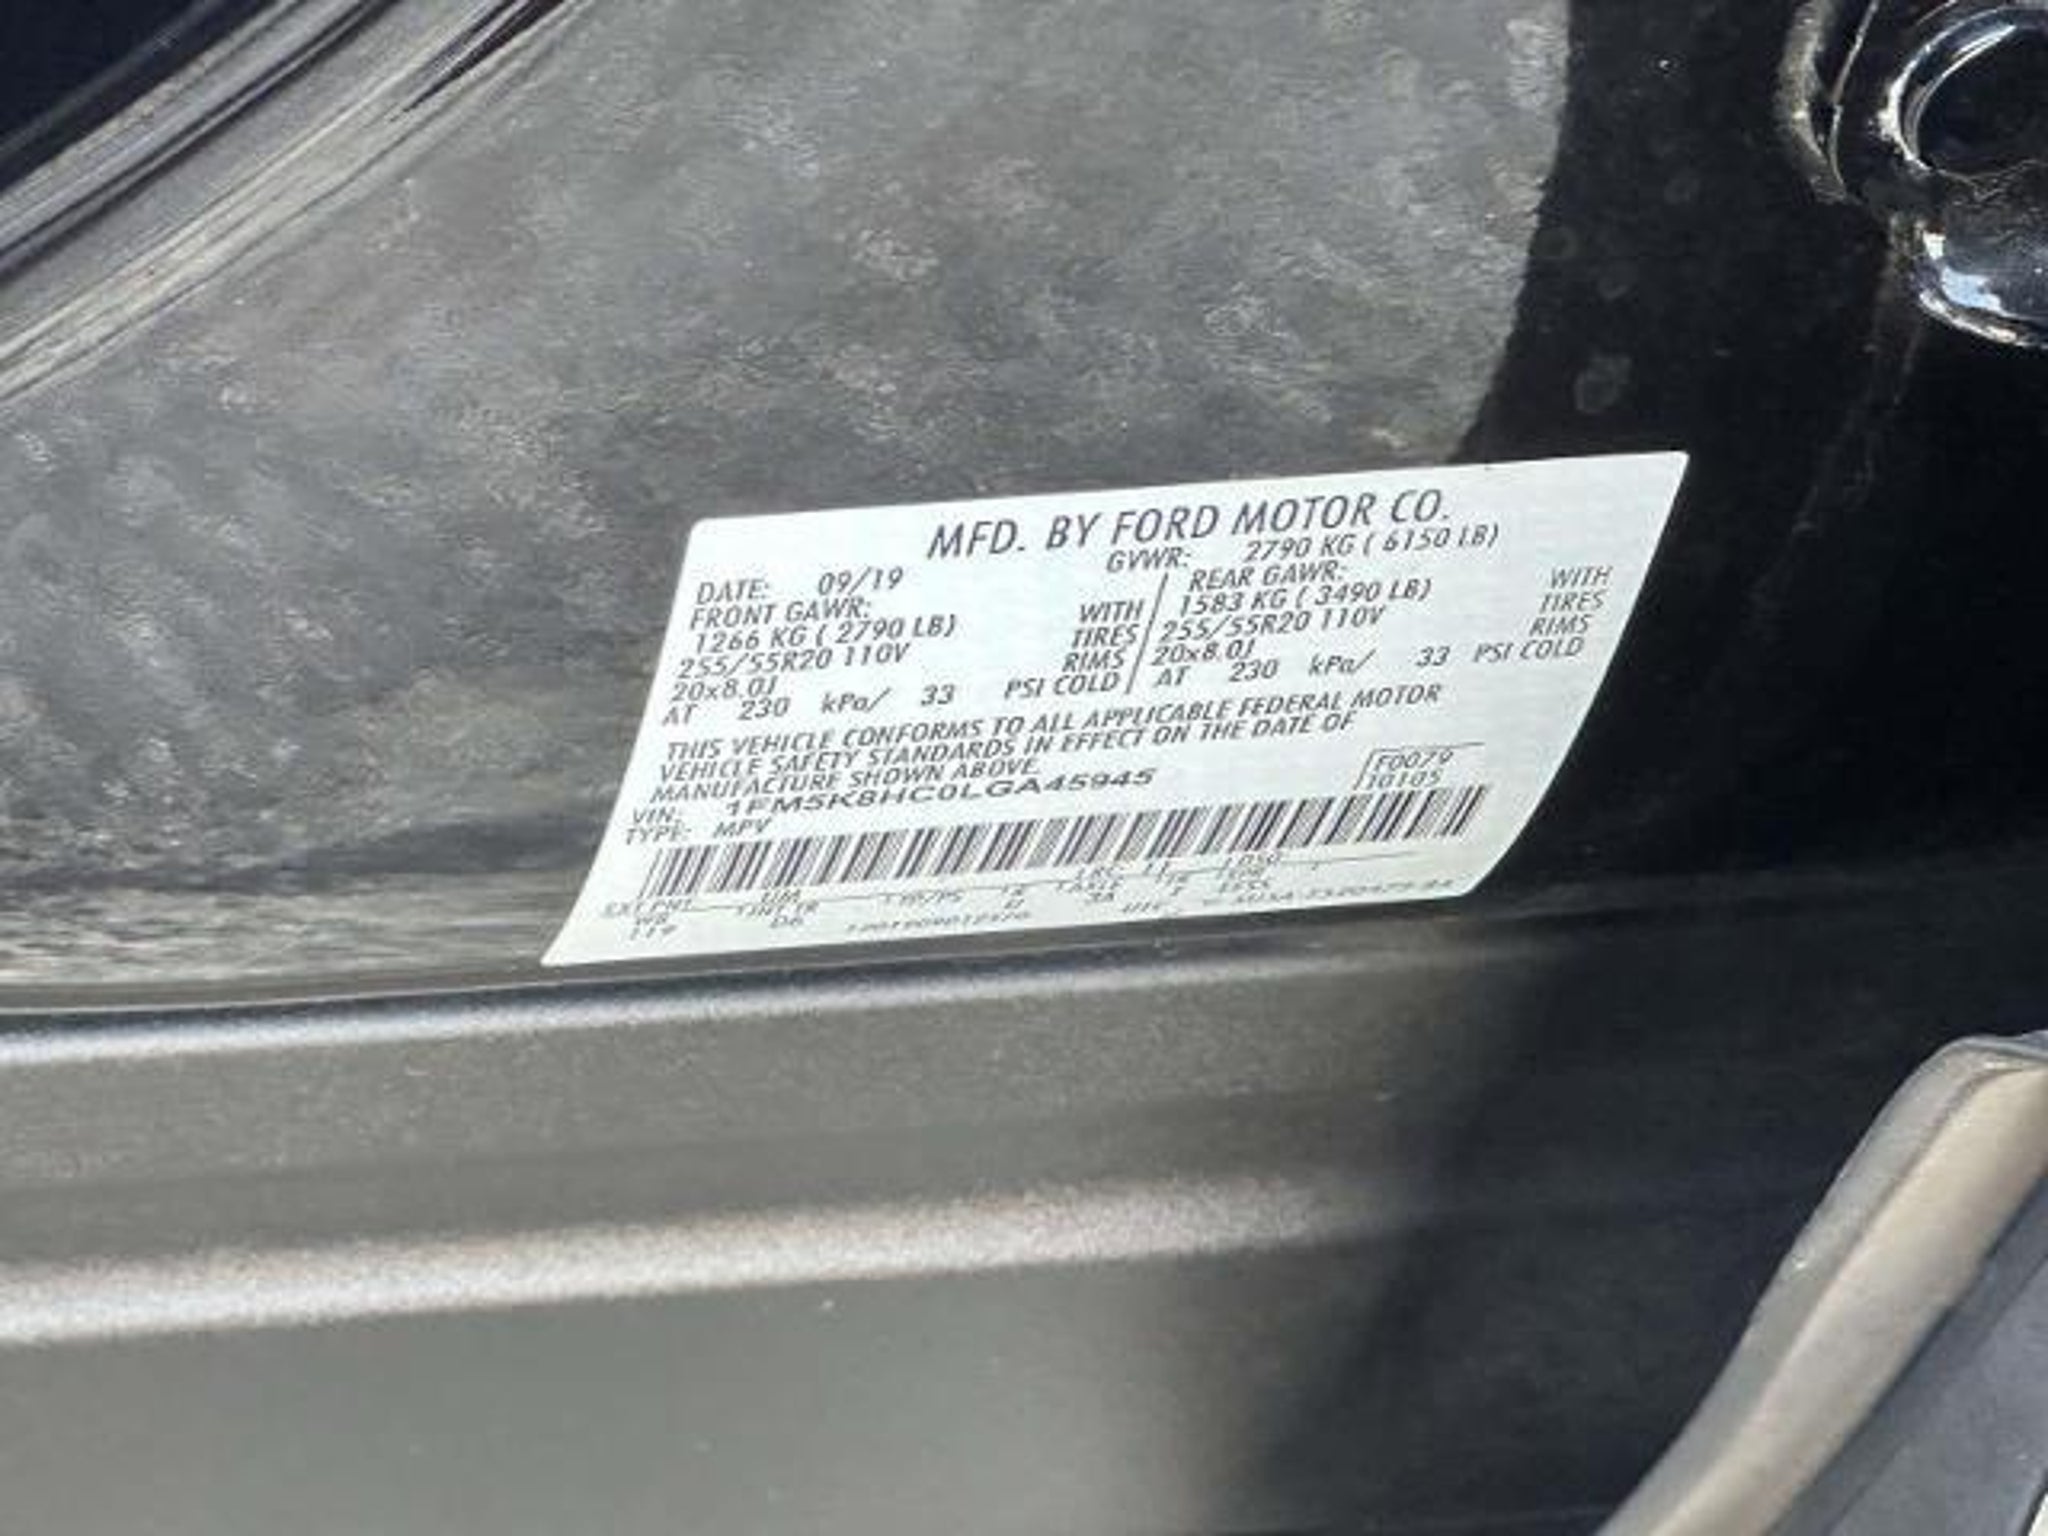 MFD. BY FORD MOTOR CO.
DATE: 09/19 GVWR: 2790 KG ( 6150 LB)
FRONT GAWR: REAR GAWR: WITH
1266 KG ( 2790 LB) WITH 1583 KG ( 3490 LB) TIRES
255/55R20 110V TIRES 255/55R20 110V RIMS
20x8.0J RIMS 20x8.0J
AT 230 kPa/ 33 PSI COLD AT 230 kPa/ 33 PSI COLD
THIS VEHICLE CONFORMS TO ALL APPLICABLE FEDERAL MOTOR
VEHICLE SAFETY STANDARDS IN EFFECT ON THE DATE OF
MANUFACTURE SHOWN ABOVE
VIN: 1FM5K8HC0LGA45945 F0079
TYPE: MPV 10105
EXT PNT